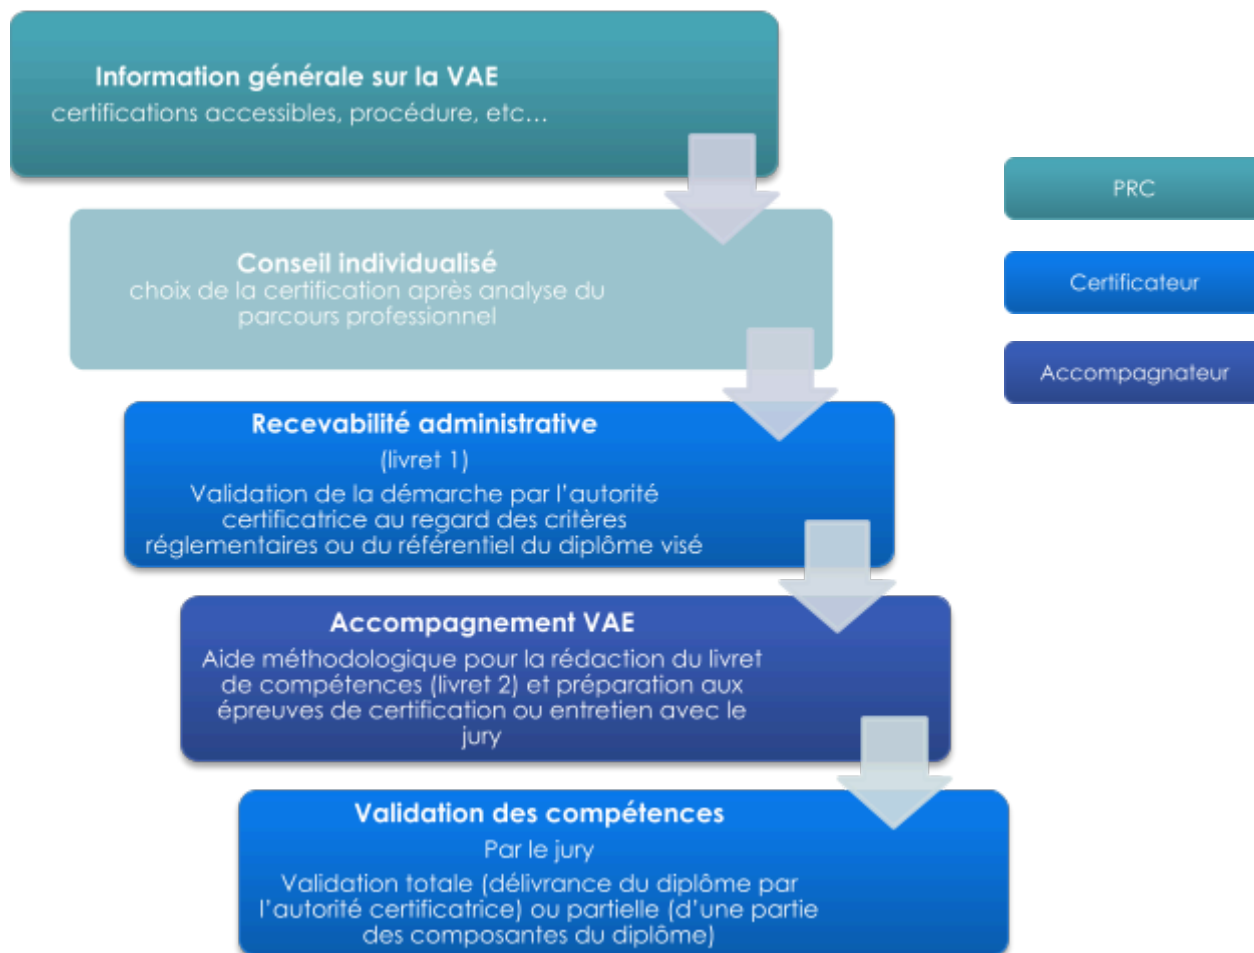 Information générale sur la VAE
certifications accessibles, procédure, etc…
Conseil individualisé
choix de la certification après analyse du
parcours professionnel
Recevabilité administrative
(livret 1)
Validation de la démarche par l’autorité
certificatrice au regard des critères
réglementaires ou du référentiel du diplôme visé
Accompagnement VAE
Aide méthodologique pour la rédaction du livret
de compétences (livret 2) et préparation aux
épreuves de certification ou entretien avec le
jury
Validation des compétences
Par le jury
Validation totale (délivrance du diplôme par
l’autorité certificatrice) ou partielle (d’une partie
des composantes du diplôme)
PRC
Certificateur
Accompagnateur